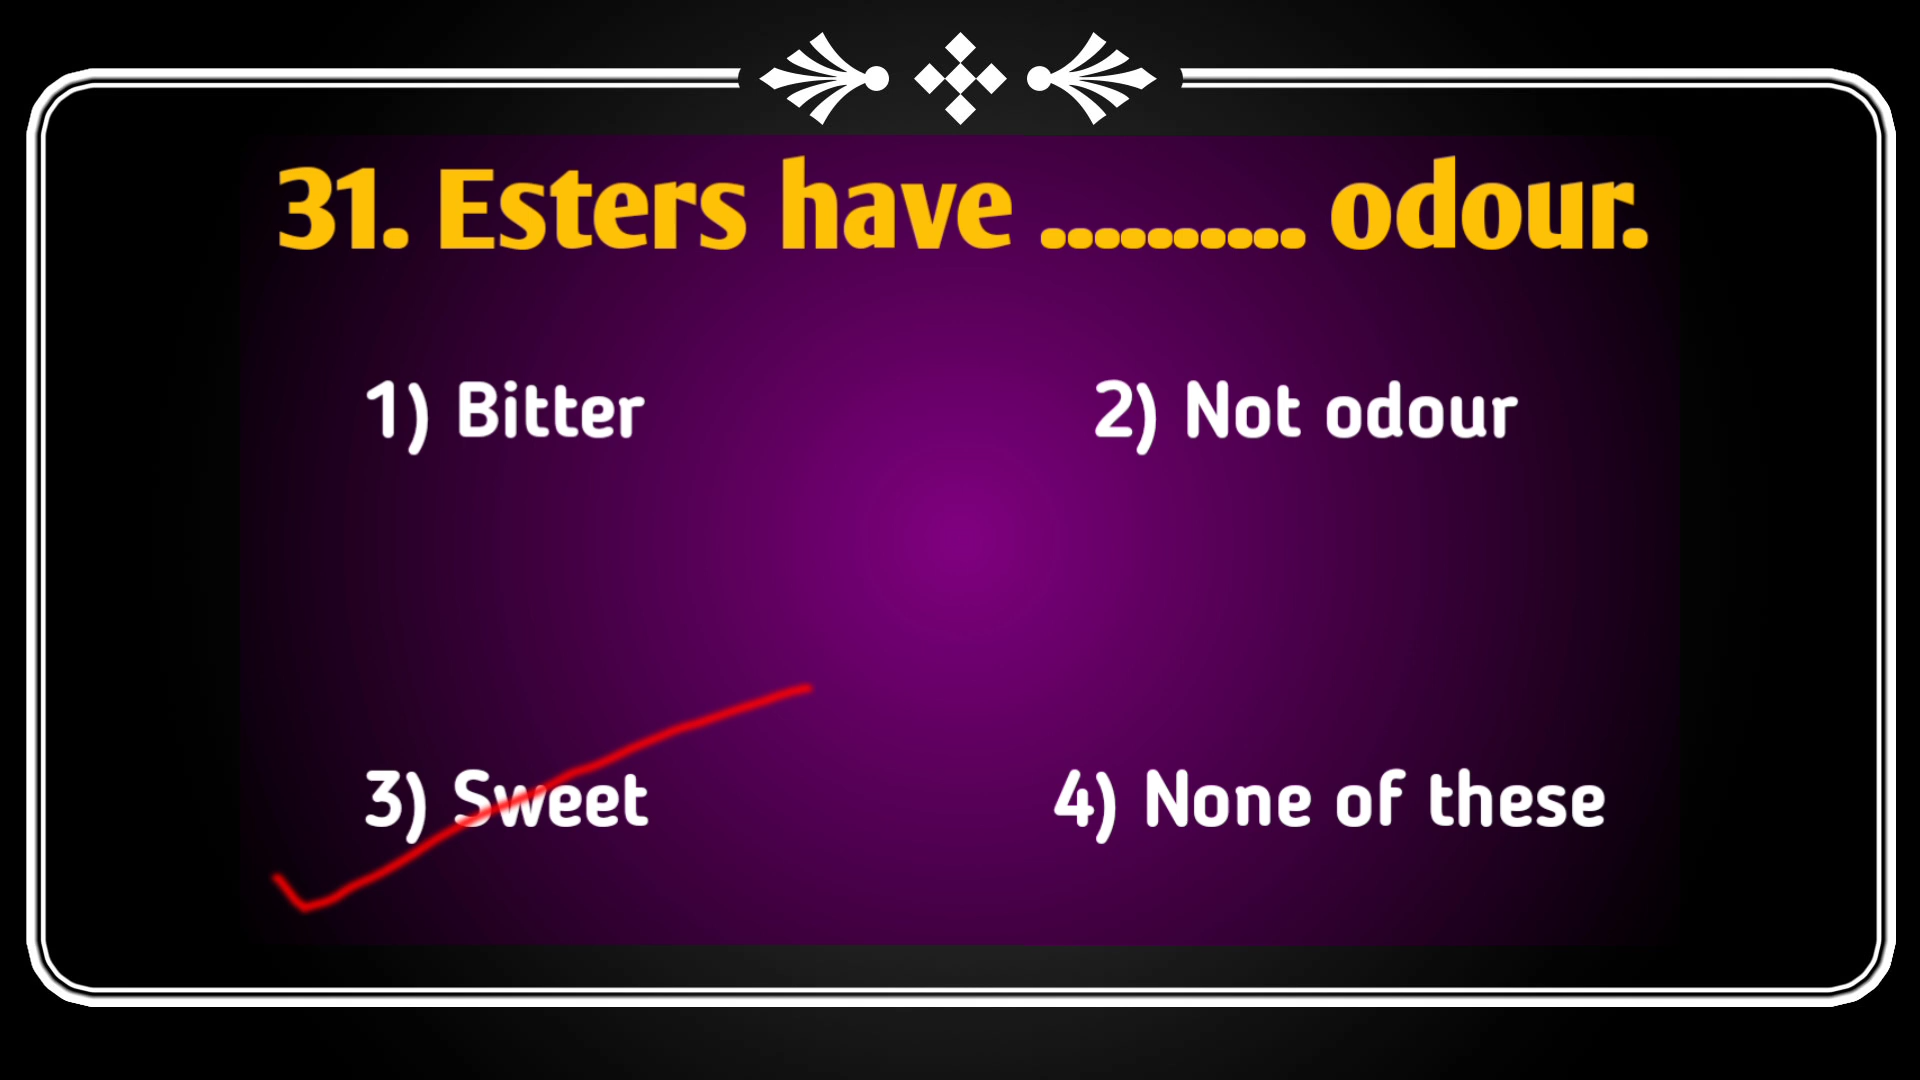 31. Esters have .......... odour.
1) Bitter
2) Not odour
3) Sweet
4) None of these